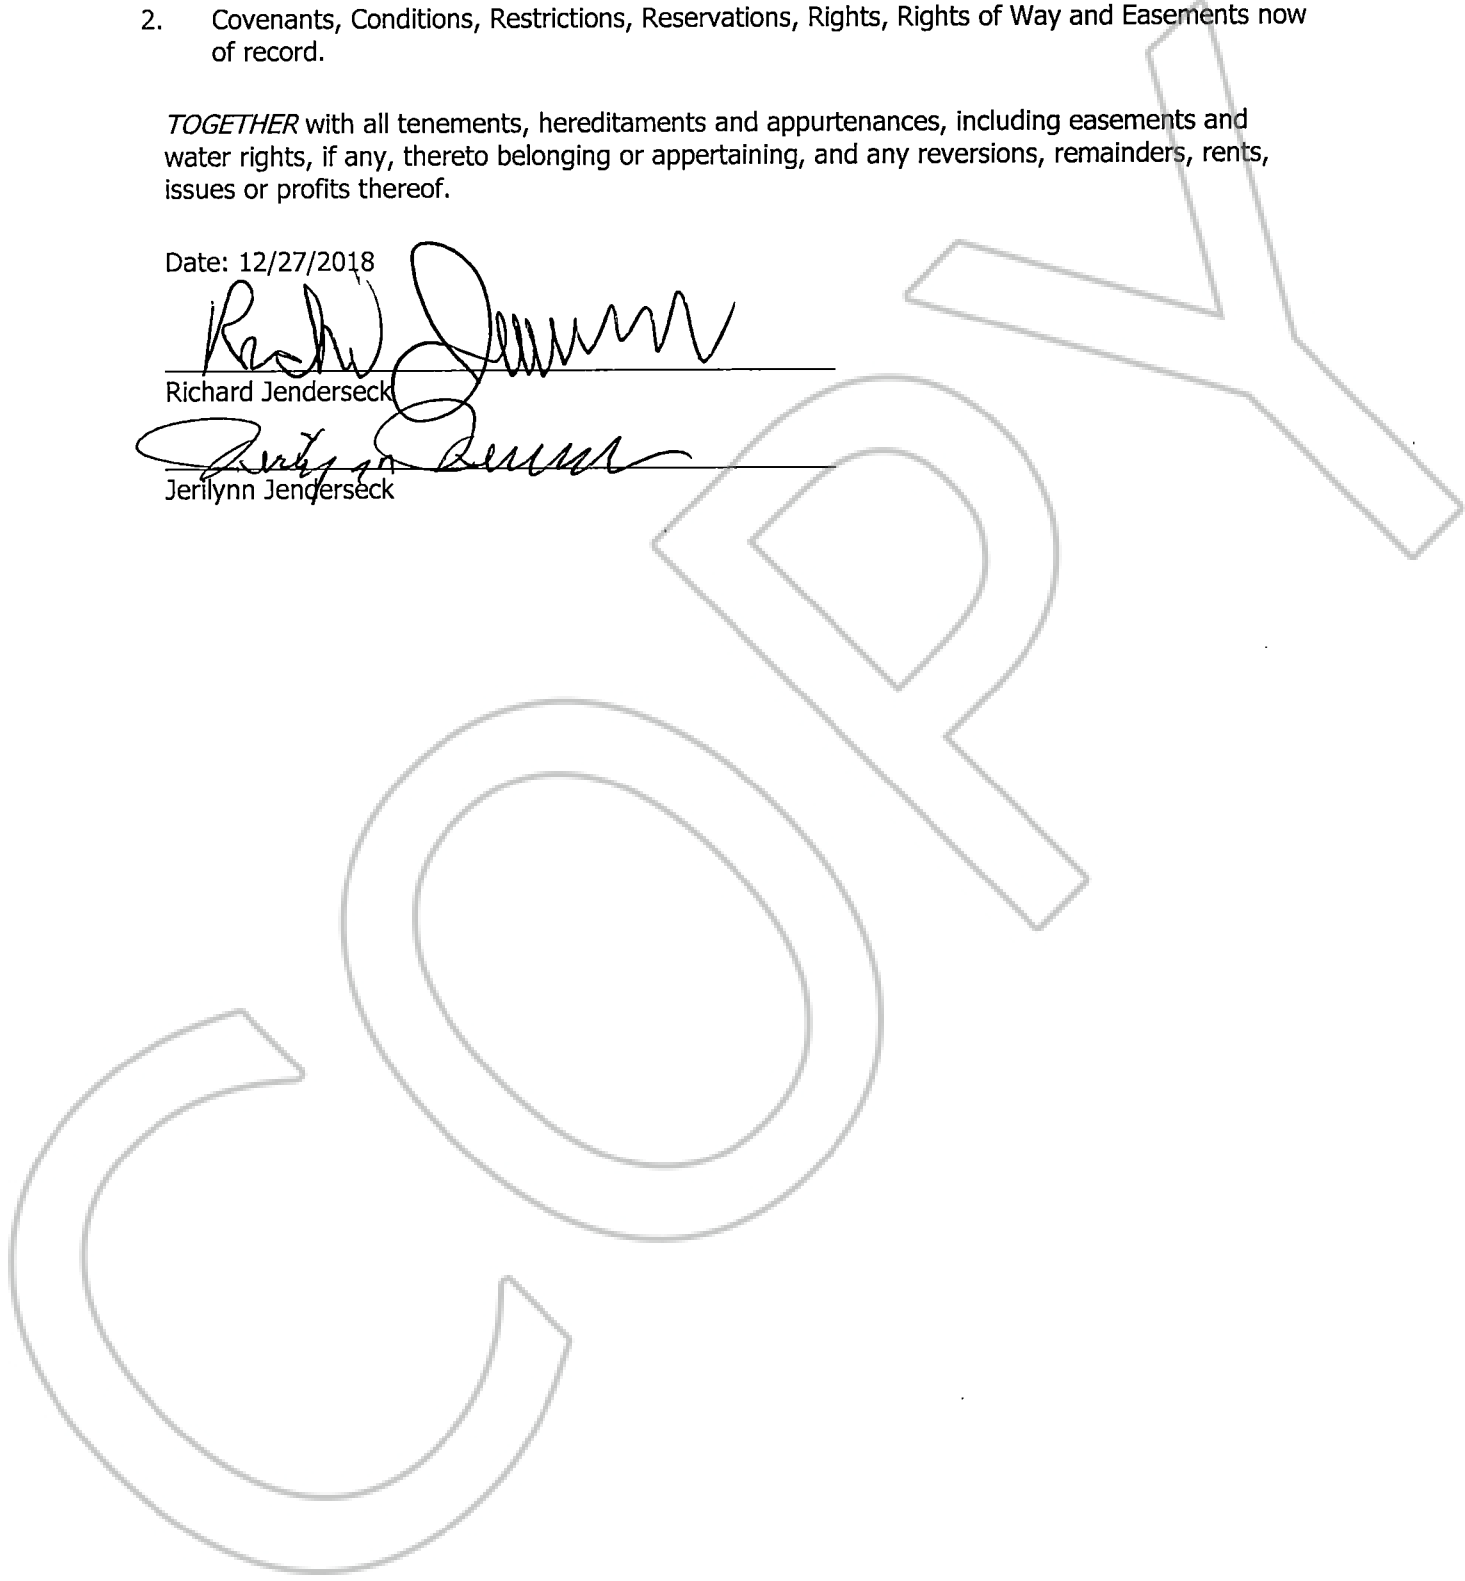 2. Covenants, Conditions, Restrictions, Reservations, Rights, Rights of Way and Easements now
of record.
TOGETHER with all tenements, hereditaments and appurtenances, including easements and
water rights, if any, thereto belonging or appertaining, and any reversions, remainders, rents,
issues or profits thereof.
Date: 12/27/2018
Richard Jenderseck
Jerilynn Jenderseck
COPY